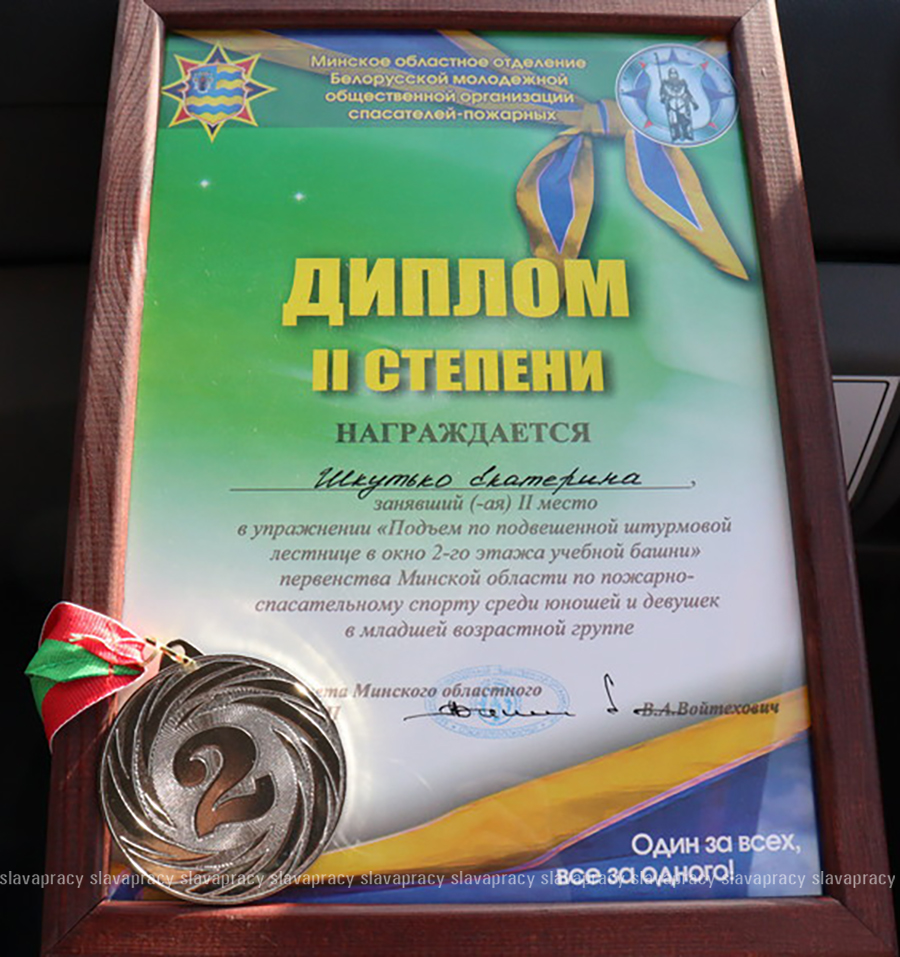 Минское областное отделение
Белорусской молодежной
общественной организации
спасателей-пожарных
ДИПЛОМ
II СТЕПЕНИ
НАГРАЖДАЕТСЯ
Шкутько Екатерина,
занявший (-ая) II место
в упражнении «Подъем по подвешенной штурмовой
лестнице в окно 2-го этажа учебной башни»
первенства Минской области по пожарно-
спасательному спорту среди юношей и девушек
в младшей возрастной группе
Минского областного
В.А.Войтехович
2
Один за всех,
все за одного!
slavapracy slavapracy slavapracy slavapracy slavapracy slavapracy slavapracy slavapracy slavapracy slavapracy